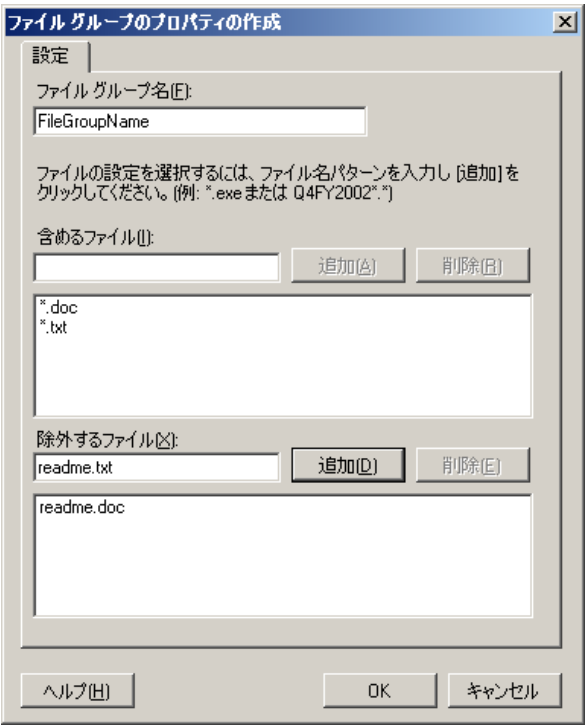 ファイル グループのプロパティの作成
設定
ファイル グループ名(F):
FileGroupName
ファイルの設定を選択するには、ファイル名パターンを入力し [追加] を
クリックしてください。(例: *.exe または Q4FY2002*.*)
含めるファイル(I):
追加(A) 削除(R)
*.doc
*.txt
除外するファイル(X):
readme.txt 追加(D) 削除(E)
readme.doc
ヘルプ(H) OK キャンセル